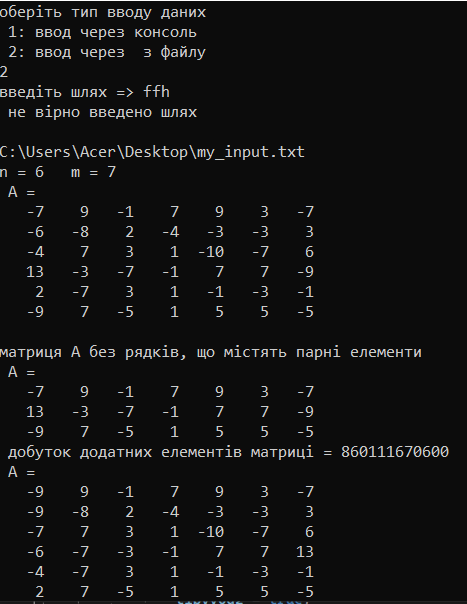 оберіть тип вводу даних
1: ввод через консоль
2: ввод через  з файлу
2
введіть шлях => ffh
не вірно введено шлях
C:\Users\Acer\Desktop\my_input.txt
n = 6   m = 7
A =
-7 9 -1 7 9 3 -7
-6 -8 2 -4 -3 -3 3
-4 7 3 1 -10 -7 6
13 -3 -7 -1 7 7 -9
2 -7 3 1 -1 -3 -1
-9 7 -5 1 5 5 -5
матриця А без рядків, що містять парні елементи
A =
-7 9 -1 7 9 3 -7
13 -3 -7 -1 7 7 -9
-9 7 -5 1 5 5 -5
добуток додатних елементів матриці = 860111670600
A =
-9 9 -1 7 9 3 -7
-9 -8 2 -4 -3 -3 3
-7 7 3 1 -10 -7 6
-6 -7 -3 -1 7 7 13
-4 -7 3 1 -1 -3 -1
2 7 -5 1 5 5 -5